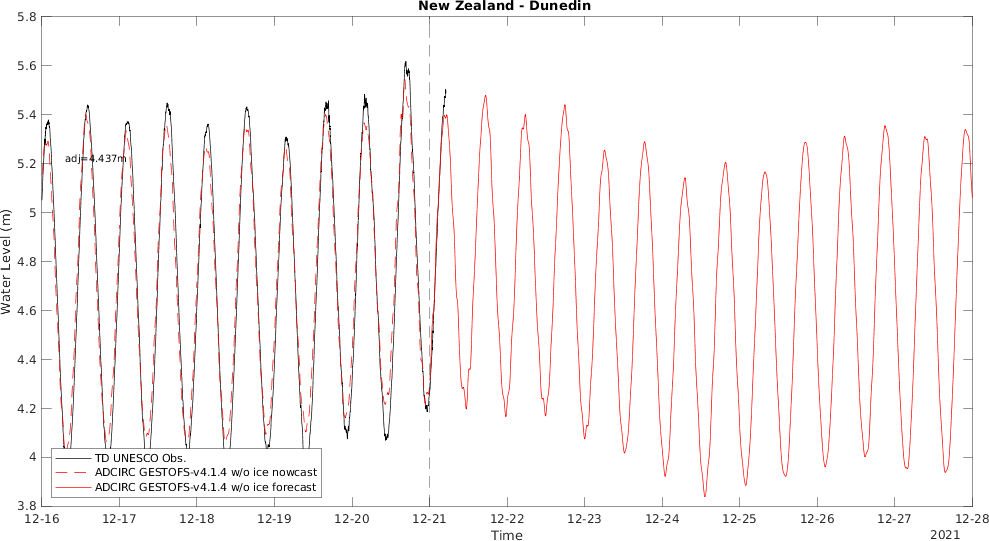 New Zealand - Dunedin
5.8
5.6
5.4
5.2
5
4.8
4.6
4.4
4.2
4
3.8
Water Level (m)
adj=4.437m
TD UNESCO Obs.
ADCIRC GESTOFS-v4.1.4 w/o ice nowcast
ADCIRC GESTOFS-v4.1.4 w/o ice forecast
12-16 12-17 12-18 12-19 12-20 12-21 12-22 12-23 12-24 12-25 12-26 12-27 12-28
Time
2021